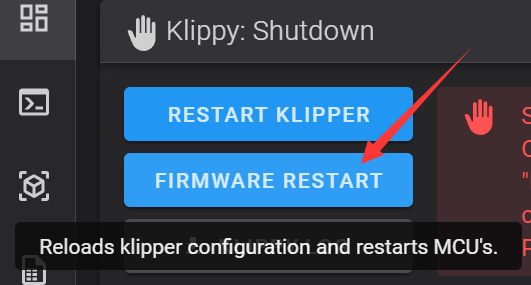 Klippy: Shutdown
RESTART KLIPPER
FIRMWARE RESTART
Reloads klipper configuration and restarts MCU's.